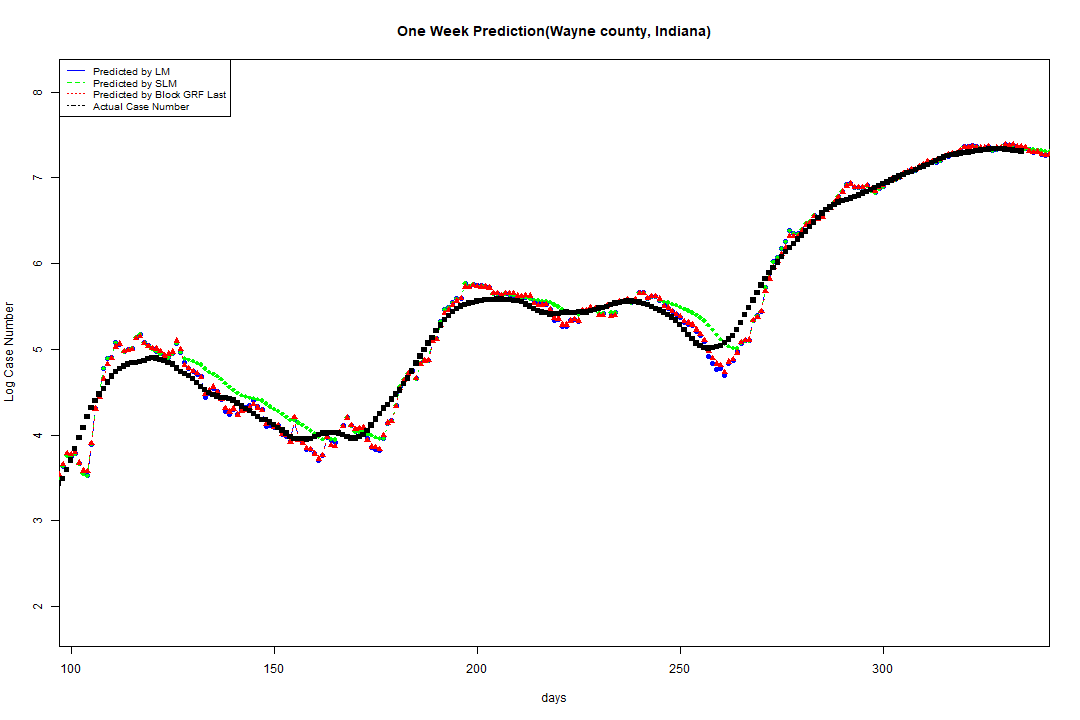 One Week Prediction(Wayne county, Indiana)
Predicted by LM
Predicted by SLM
Predicted by Block GRF Last
Actual Case Number
8
7
6
5
4
3
2
Log Case Number
100 150 200 250 300
days